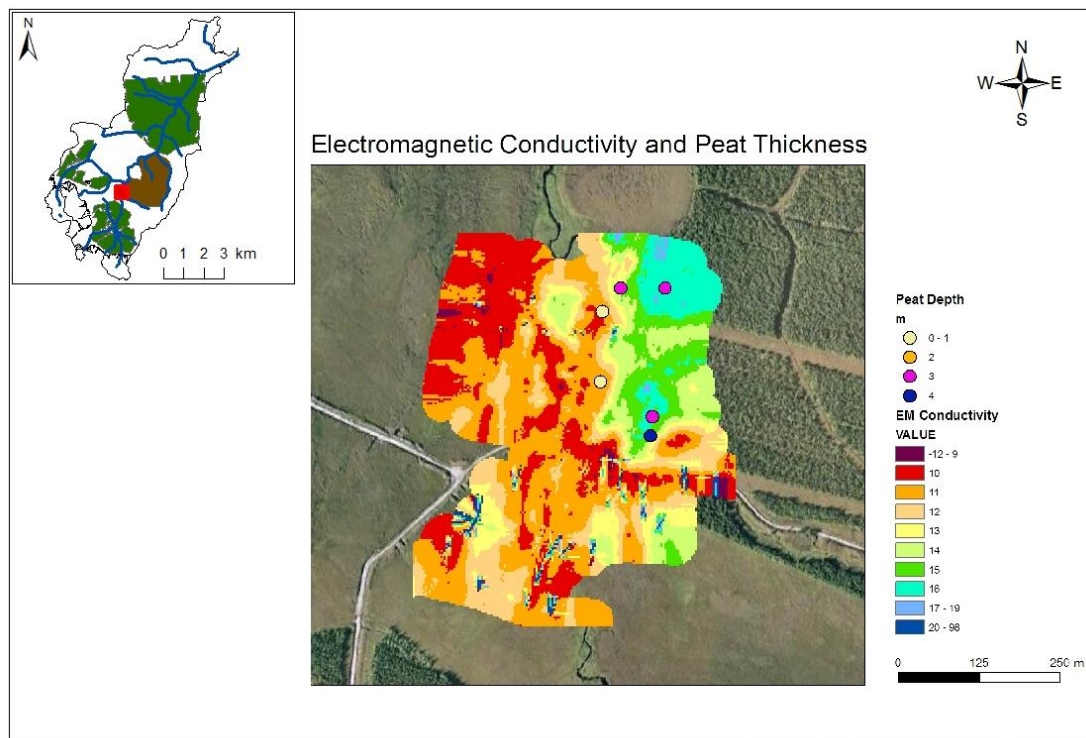 N
0 1 2 3 km
N
W E
S
Electromagnetic Conductivity and Peat Thickness
Peat Depth
m
0 - 1
2
3
4
EM Conductivity
VALUE
-12 - 9
10
11
12
13
14
15
16
17 - 19
20 - 98
0 125 250 m